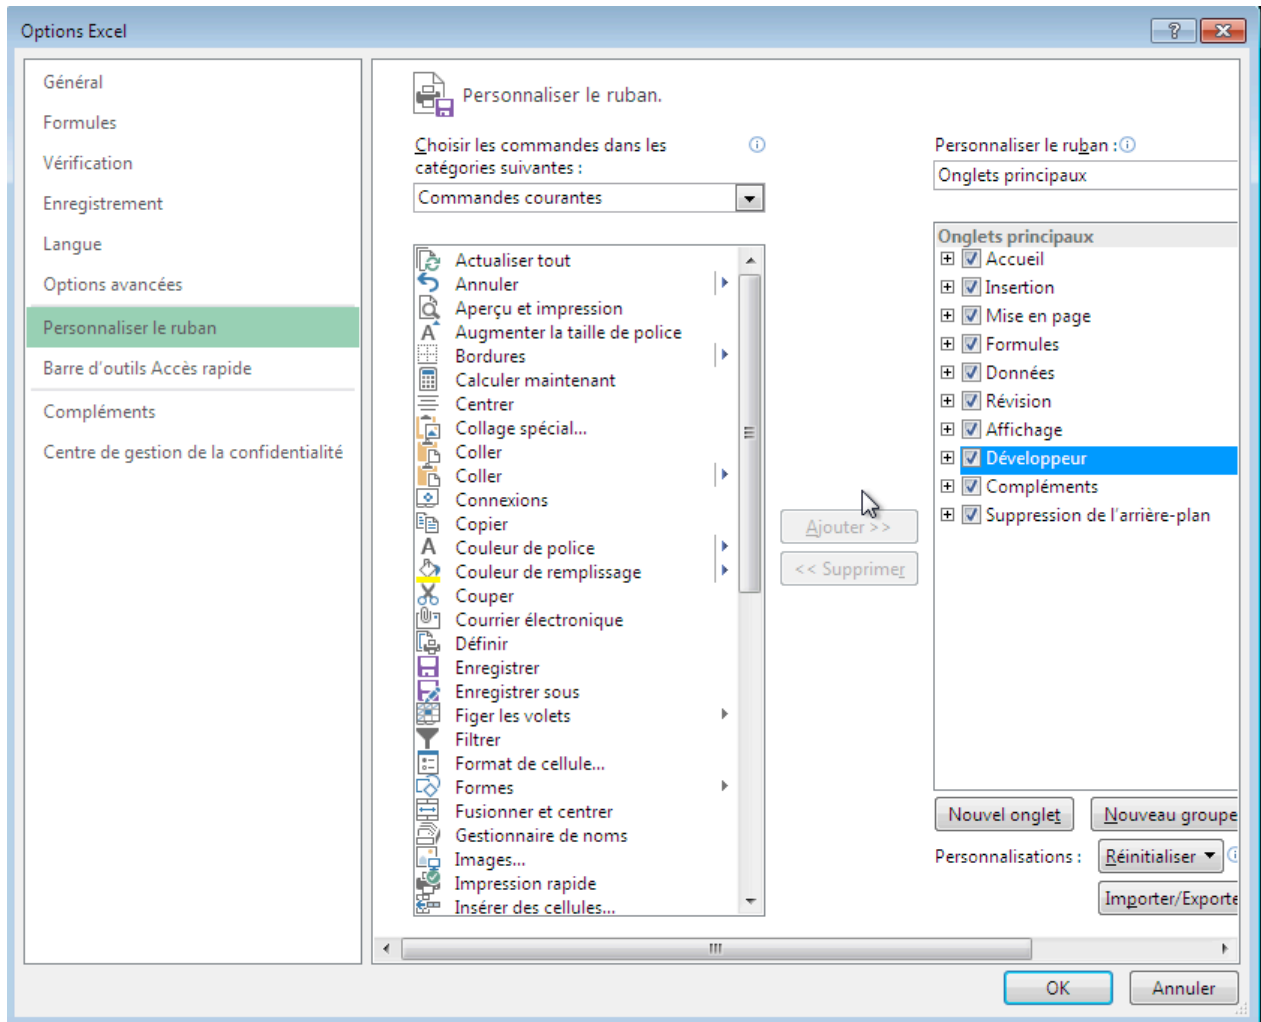 Options Excel
Général
Formules
Vérification
Enregistrement
Langue
Options avancées
Personnaliser le ruban
Barre d'outils Accès rapide
Compléments
Centre de gestion de la confidentialité
Personnaliser le ruban.
Choisir les commandes dans les
catégories suivantes :
Commandes courantes
Actualiser tout
Annuler
Aperçu et impression
Augmenter la taille de police
Bordures
Calculer maintenant
Centrer
Collage spécial...
Coller
Coller
Connexions
Copier
Couleur de police
Couleur de remplissage
Couper
Courrier électronique
Définir
Enregistrer
Enregistrer sous
Figer les volets
Filtrer
Format de cellule...
Formes
Fusionner et centrer
Gestionnaire de noms
Images...
Impression rapide
Insérer des cellules...
Ajouter >>
<< Supprimer
Personnaliser le ruban :
Onglets principaux
Onglets principaux
Accueil
Insertion
Mise en page
Formules
Données
Révision
Affichage
Développeur
Compléments
Suppression de l'arrière-plan
Nouvel onglet
Nouveau groupe
Personnalisations :
Réinitialiser
Importer/Exporte
OK
Annuler